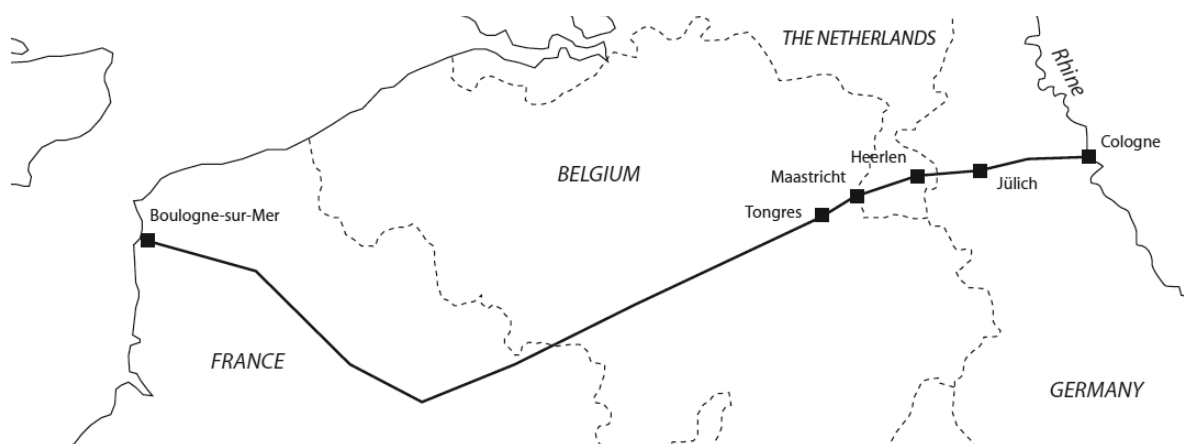 THE NETHERLANDS
Rhine
Cologne
Heerlen
BELGIUM
Maastricht
Jülich
Tongres
Boulogne-sur-Mer
FRANCE
GERMANY